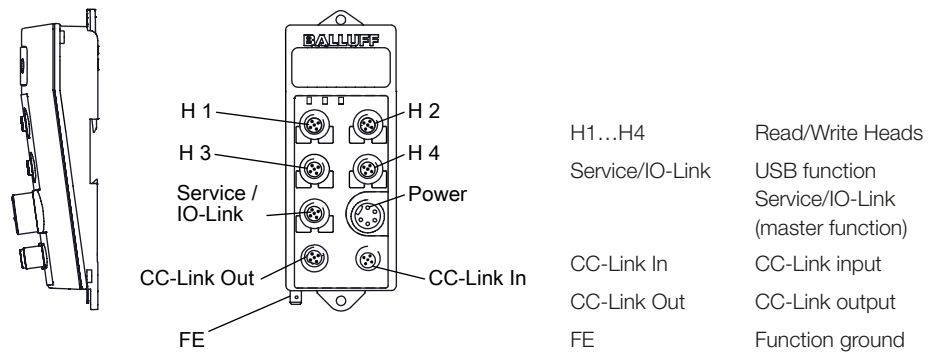 BALLUFF
H 1
H 2
H 3
H 4
Service /
IO-Link
Power
CC-Link Out
CC-Link In
FE
H1…H4 Read/Write Heads
Service/IO-Link USB function
Service/IO-Link
(master function)
CC-Link In CC-Link input
CC-Link Out CC-Link output
FE Function ground